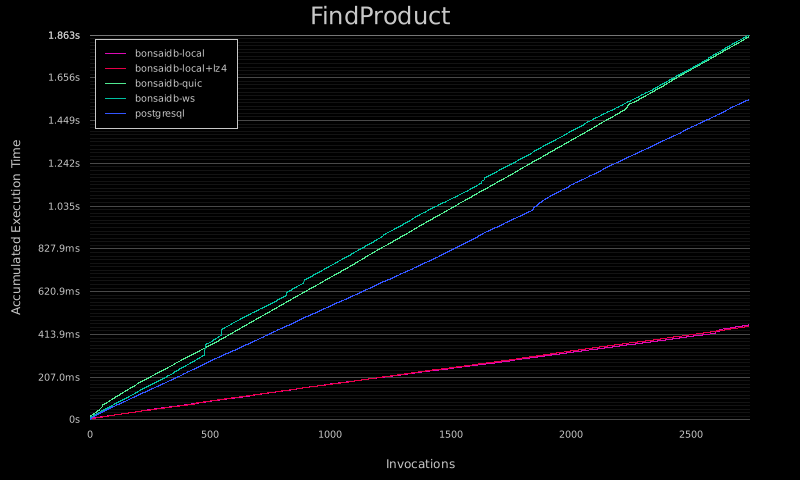 FindProduct
1.863s
1.656s
1.449s
1.242s
1.035s
827.9ms
620.9ms
413.9ms
207.0ms
0s
Accumulated Execution Time
bonsaidb-local
bonsaidb-local+lz4
bonsaidb-quic
bonsaidb-ws
postgresql
0 500 1000 1500 2000 2500
Invocations